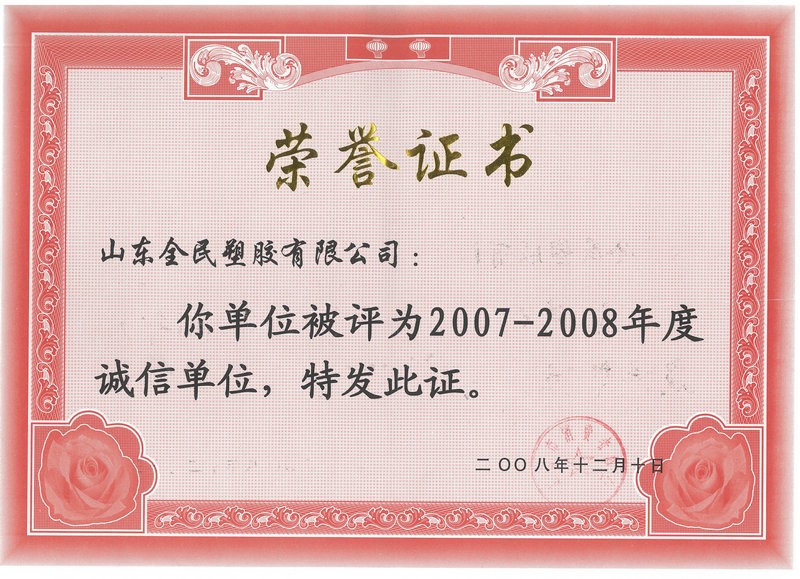 荣誉证书
山东全民塑胶有限公司：
你单位被评为2007-2008年度
诚信单位，特发此证。
二〇〇八年十二月十日